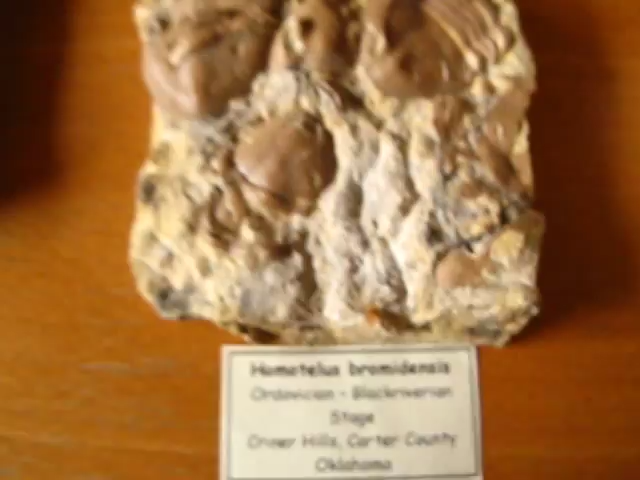 Homotelus bromidensis
Ordovician - Blackriverian
Stage
Criner Hills, Carter County
Oklahoma